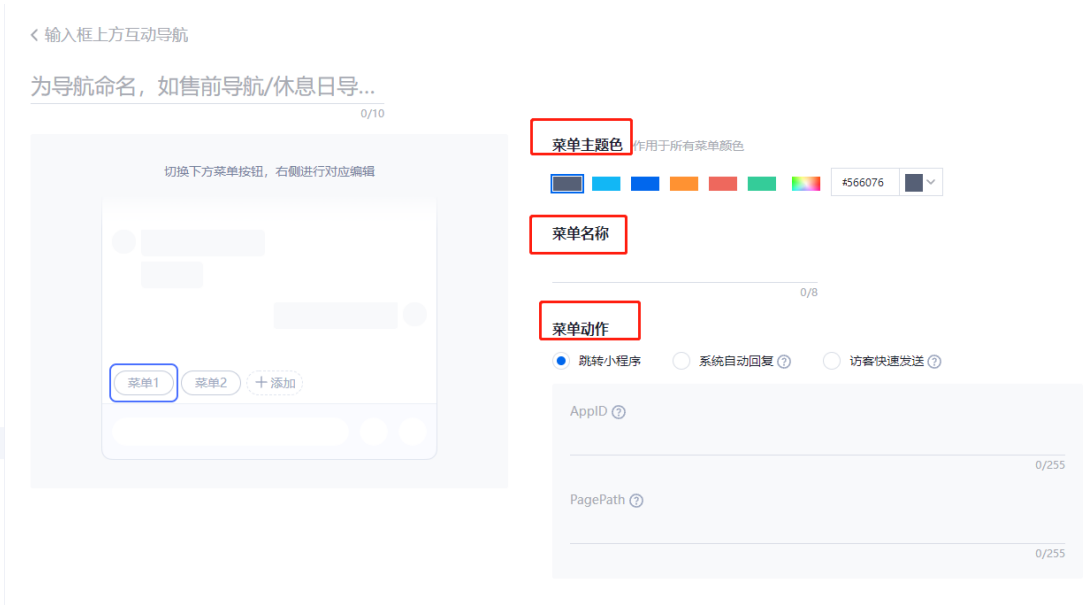 < 输入框上方互动导航
为导航命名，如售前导航/休息日导...
0/10
切换下方菜单按钮，右侧进行对应编辑
菜单1 菜单2 +添加
菜单主题色 作用于所有菜单颜色
#566076
菜单名称
0/8
菜单动作
跳转小程序 系统自动回复 ? 访客快速发送 ?
AppID ?
0/255
PagePath ?
0/255